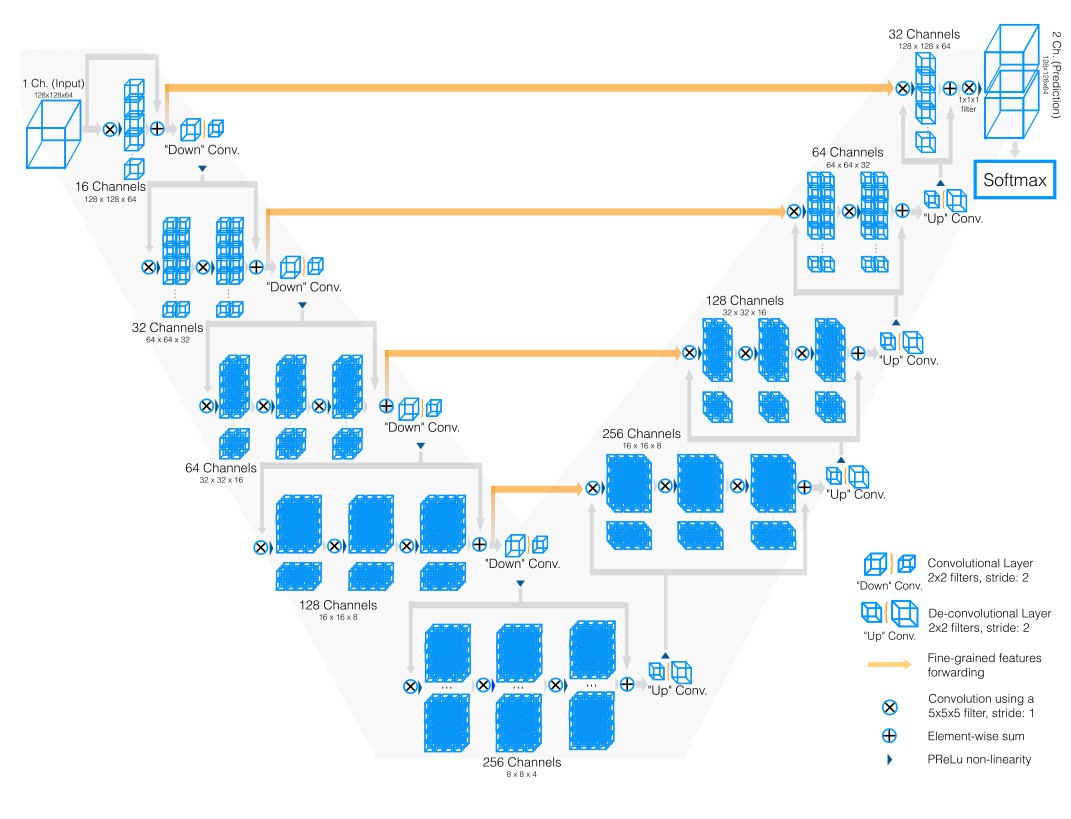 1 Ch. (Input)
128x128x64
"Down" Conv.
16 Channels
128 x 128 x 64
"Down" Conv.
32 Channels
64 x 64 x 32
"Down" Conv.
64 Channels
32 x 32 x 16
"Down" Conv.
128 Channels
16 x 16 x 8
...
...
...
256 Channels
8 x 8 x 4
"Up" Conv.
256 Channels
16 x 16 x 8
"Up" Conv.
128 Channels
32 x 32 x 16
"Up" Conv.
64 Channels
64 x 64 x 32
"Up" Conv.
32 Channels
128 x 128 x 64
1x1x1
filter
2 Ch. (Prediction)
128x128x64
Softmax
"Down" Conv.
Convolutional Layer
2x2 filters, stride: 2
"Up" Conv.
De-convolutional Layer
2x2 filters, stride: 2
Fine-grained features
forwarding
Convolution using a
5x5x5 filter, stride: 1
Element-wise sum
PReLu non-linearity